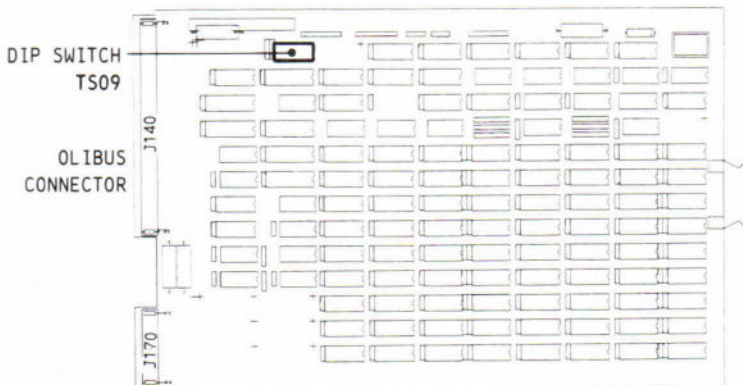 DIP SWITCH
TS09
J140
OLIBUS
CONNECTOR
J170